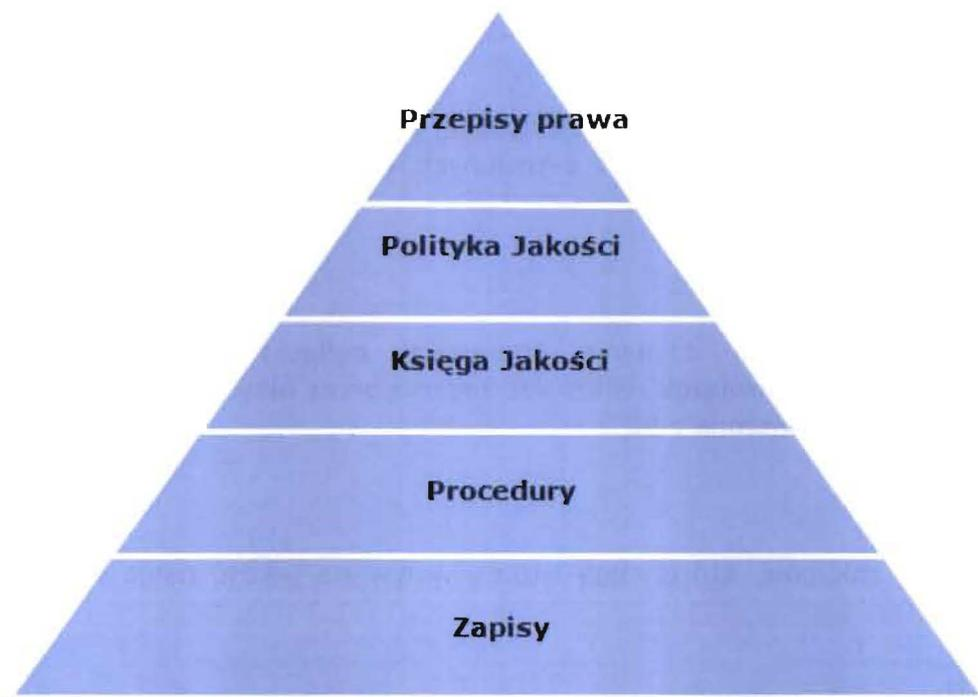 Przepisy prawa
Polityka Jakości
Księga Jakości
Procedury
Zapisy